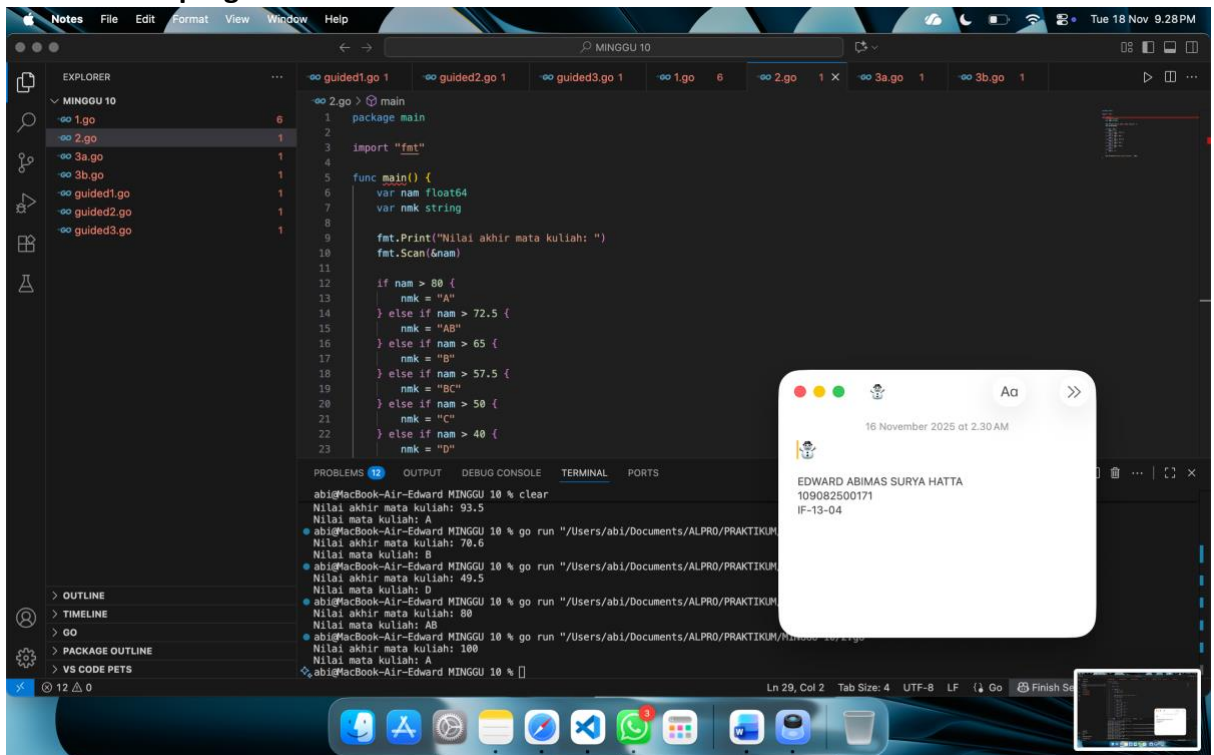 Notes File Edit Format View Window Help Tue 18 Nov 9.28 PM
MINGGU 10
EXPLORER
MINGGU 10
1.go 6
2.go 1
3a.go 1
3b.go 1
guided1.go 1
guided2.go 1
guided3.go 1
OUTLINE
TIMELINE
GO
PACKAGE OUTLINE
VS CODE PETS
guided1.go 1 guided2.go 1 guided3.go 1 1.go 6 2.go 1 3a.go 1 3b.go 1
2.go > main
1 package main
2
3 import "fmt"
4
5 func main() {
6 var nam float64
7 var nmk string
8
9 fmt.Print("Nilai akhir mata kuliah: ")
10 fmt.Scan(&nam)
11
12 if nam > 80 {
13 nmk = "A"
14 } else if nam > 72.5 {
15 nmk = "AB"
16 } else if nam > 65 {
17 nmk = "B"
18 } else if nam > 57.5 {
19 nmk = "BC"
20 } else if nam > 50 {
21 nmk = "C"
22 } else if nam > 40 {
23 nmk = "D"
PROBLEMS 12 OUTPUT DEBUG CONSOLE TERMINAL PORTS
abi@MacBook-Air-Edward MINGGU 10 % clear
Nilai akhir mata kuliah: 93.5
Nilai mata kuliah: A
abi@MacBook-Air-Edward MINGGU 10 % go run "/Users/abi/Documents/ALPRO/PRAKTIKUM/
Nilai akhir mata kuliah: 70.6
Nilai mata kuliah: B
abi@MacBook-Air-Edward MINGGU 10 % go run "/Users/abi/Documents/ALPRO/PRAKTIKUM/
Nilai akhir mata kuliah: 49.5
Nilai mata kuliah: D
abi@MacBook-Air-Edward MINGGU 10 % go run "/Users/abi/Documents/ALPRO/PRAKTIKUM/
Nilai akhir mata kuliah: 80
Nilai mata kuliah: AB
abi@MacBook-Air-Edward MINGGU 10 % go run "/Users/abi/Documents/ALPRO/PRAKTIKUM/MINGGU 10/2.go"
Nilai akhir mata kuliah: 100
Nilai mata kuliah: A
abi@MacBook-Air-Edward MINGGU 10 %
Aa
16 November 2025 at 2.30 AM
EDWARD ABIMAS SURYA HATTA
109082500171
IF-13-04
12 0 Ln 29, Col 2 Tab Size: 4 UTF-8 LF Go Finish Se
3